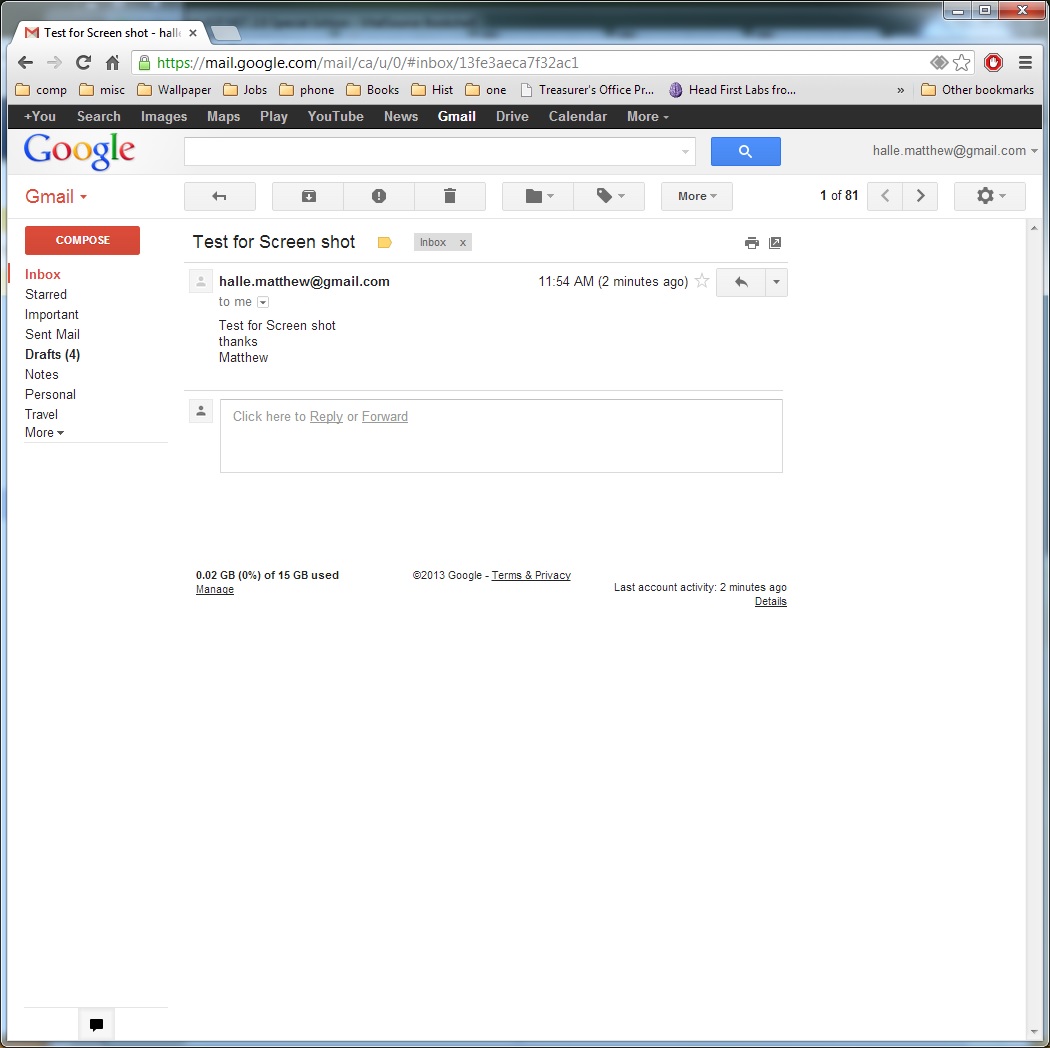 Test for Screen shot - hall
https://mail.google.com/mail/ca/u/0/#inbox/13fe3aeca7f32ac1
comp misc Wallpaper Jobs phone Books Hist one Treasurer's Office Pr... Head First Labs fro... » Other bookmarks
+You Search Images Maps Play YouTube News Gmail Drive Calendar More
Google halle.matthew@gmail.com
Gmail More 1 of 81
COMPOSE
Inbox
Starred
Important
Sent Mail
Drafts (4)
Notes
Personal
Travel
More
Test for Screen shot Inbox x
halle.matthew@gmail.com 11:54 AM (2 minutes ago)
to me
Test for Screen shot
thanks
Matthew
Click here to Reply or Forward
0.02 GB (0%) of 15 GB used
Manage
©2013 Google - Terms & Privacy
Last account activity: 2 minutes ago
Details